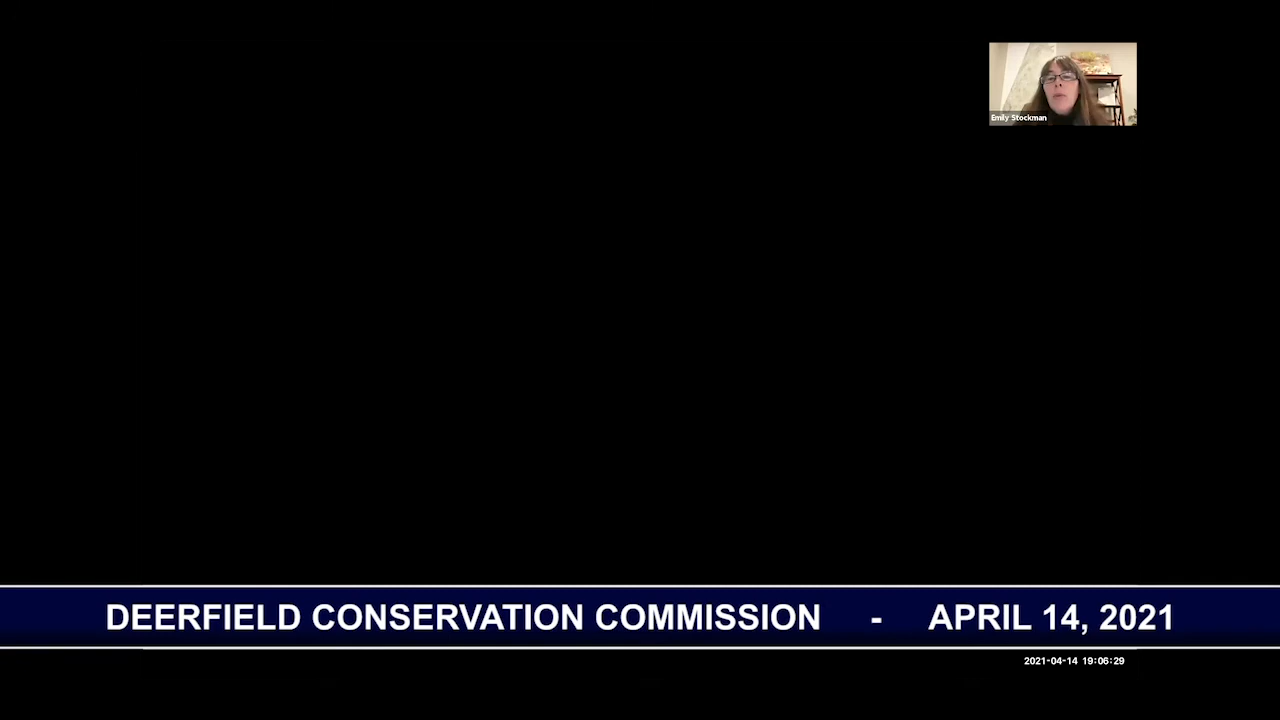 Emily Stockman
DEERFIELD CONSERVATION COMMISSION - APRIL 14, 2021
2021-04-14 19:06:29